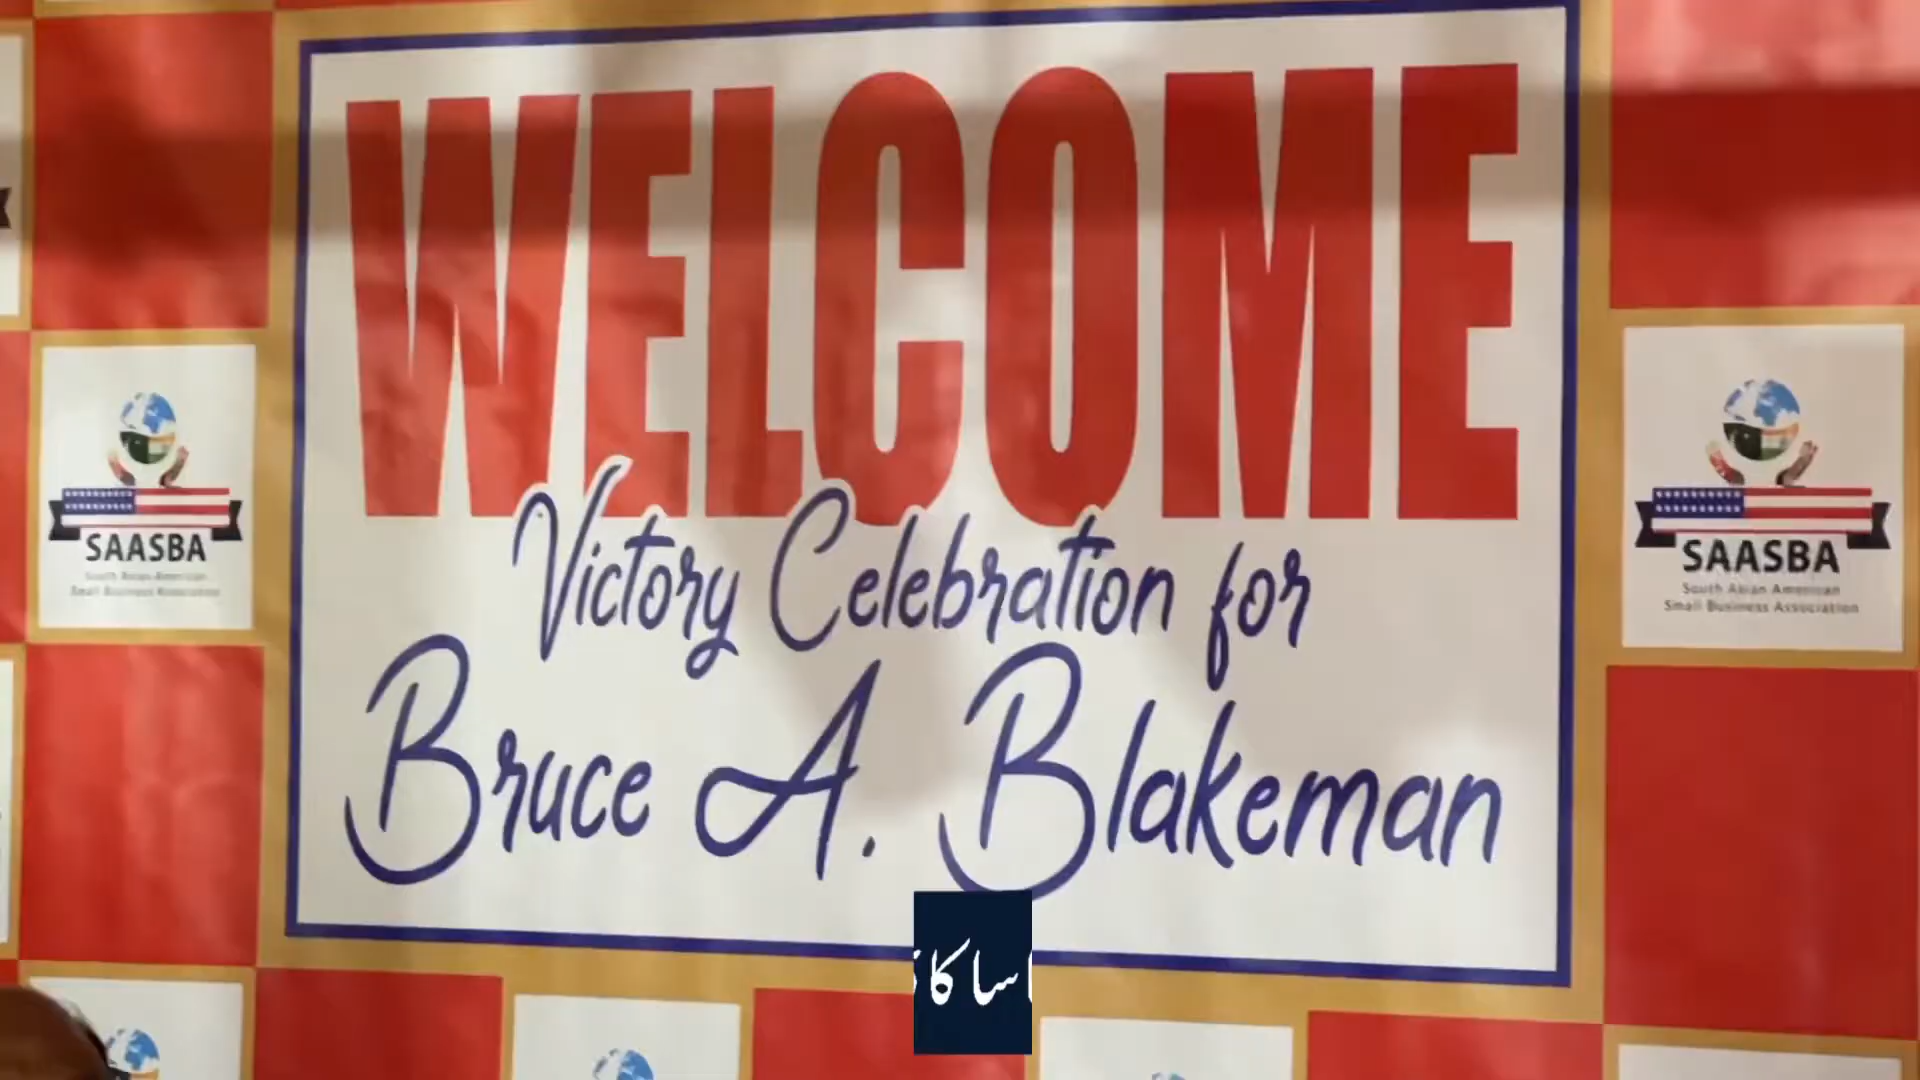 WELCOME
Victory Celebration for
Bruce A. Blakeman
SAASBA
South Asian American
Small Business Association
SAASBA
South Asian American
Small Business Association